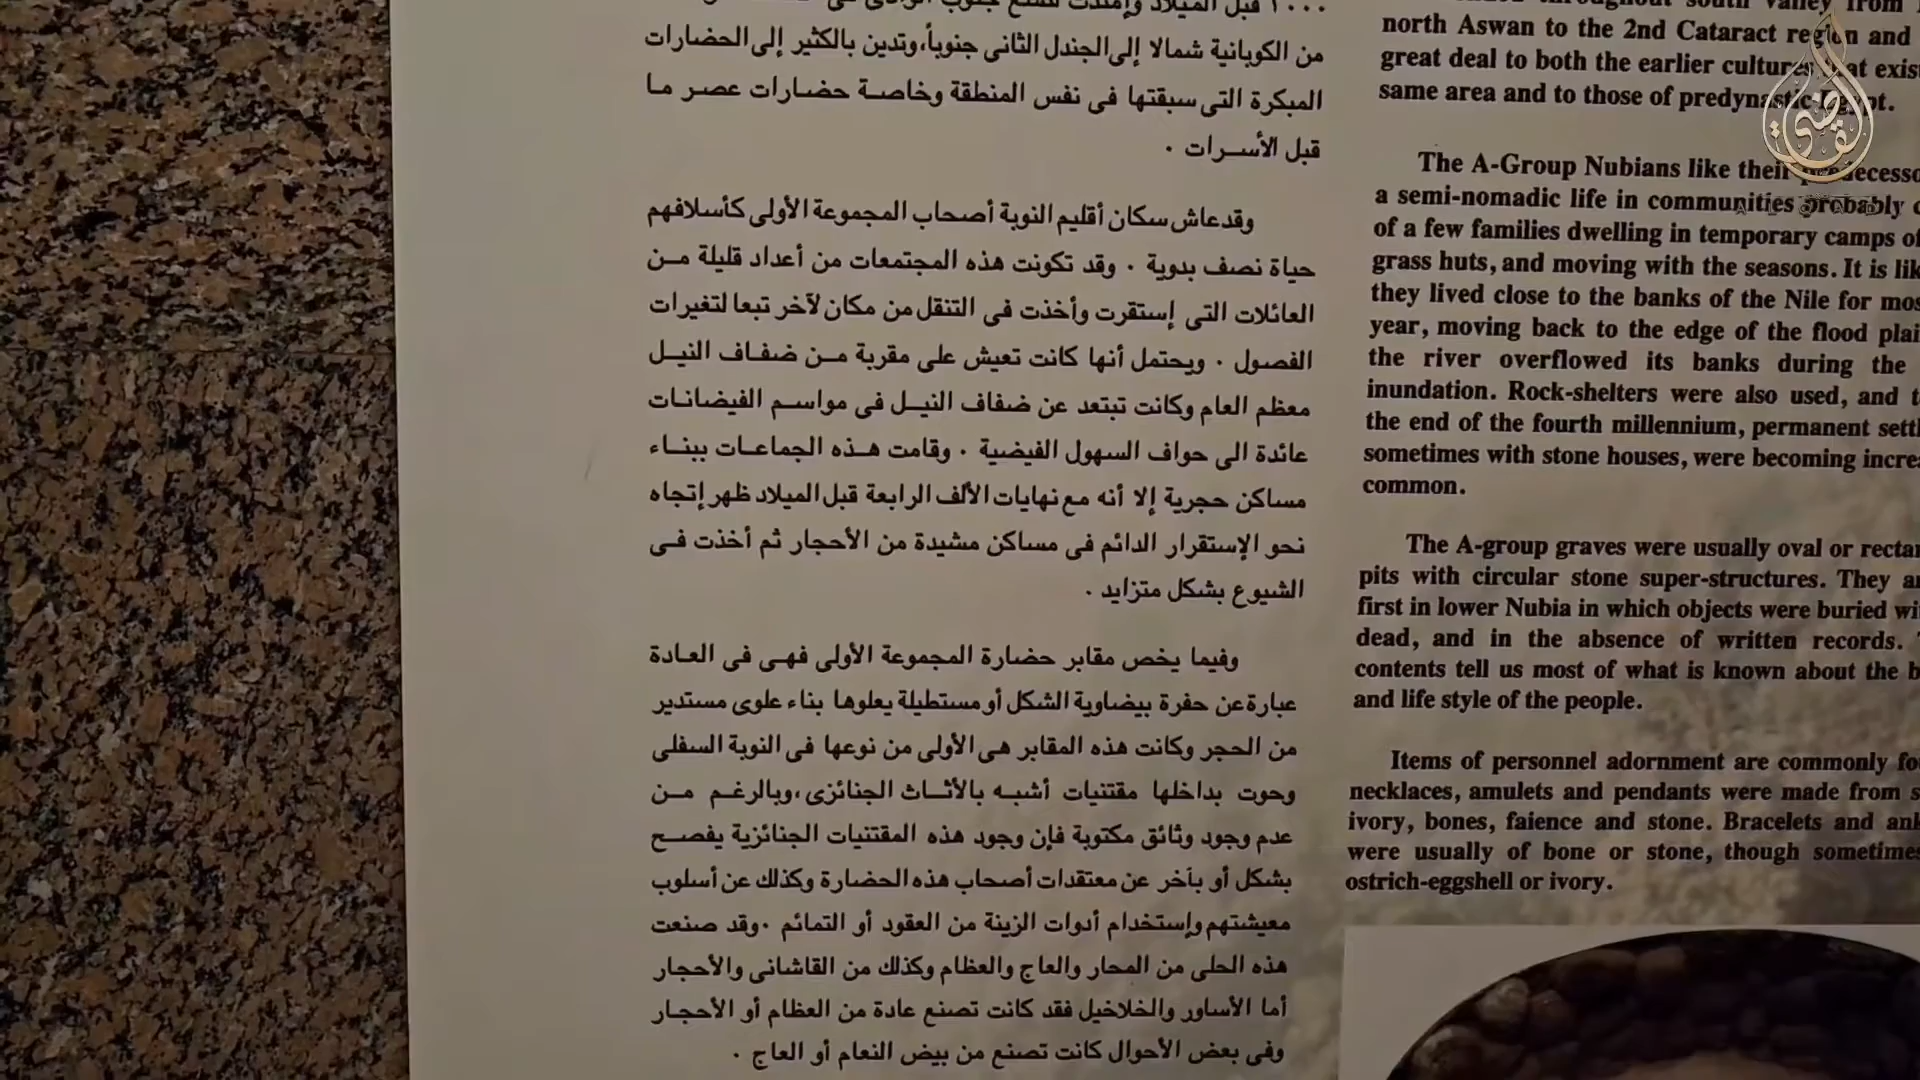 من الكوبانية شمالا إلى الجندل الثانى جنوباً، وتدين بالكثير إلى الحضارات
المبكرة التى سبقتها فى نفس المنطقة وخاصة حضارات عصر ما
قبل الأسرات .
وقد عاش سكان أقليم النوبة أصحاب المجموعة الأولى كأسلافهم
حياة نصف بدوية . وقد تكونت هذه المجتمعات من أعداد قليلة من
العائلات التى إستقرت وأخذت فى التنقل من مكان لآخر تبعا لتغيرات
الفصول . ويحتمل أنها كانت تعيش على مقربة من ضفاف النيل
معظم العام وكانت تبتعد عن ضفاف النيل فى مواسم الفيضانات
عائدة الى حواف السهول الفيضية . وقامت هذه الجماعات ببناء
مساكن حجرية إلا أنه مع نهايات الألف الرابعة قبل الميلاد ظهر إتجاه
نحو الإستقرار الدائم فى مساكن مشيدة من الأحجار ثم أخذت فى
الشيوع بشكل متزايد .
وفيما يخص مقابر حضارة المجموعة الأولى فهى فى العادة
عبارة عن حفرة بيضاوية الشكل أو مستطيلة يعلوها بناء علوى مستدير
من الحجر وكانت هذه المقابر هى الأولى من نوعها فى النوبة السفلى
وحوت بداخلها مقتنيات أشبه بالأثاث الجنائزى ،وبالرغم من
عدم وجود وثائق مكتوبة فإن وجود هذه المقتنيات الجنائزية يفصح
بشكل أو بآخر عن معتقدات أصحاب هذه الحضارة وكذلك عن أسلوب
معيشتهم وإستخدام أدوات الزينة من العقود أو التمائم .وقد صنعت
هذه الحلى من المحار والعاج والعظام وكذلك من القاشانى والأحجار
أما الأساور والخلاخيل فقد كانت تصنع عادة من العظام أو الأحجار
وفى بعض الأحوال كانت تصنع من بيض النعام أو العاج .
north Aswan to the 2nd Cataract region and
great deal to both the earlier cultures
same area and to those of predynastic Egypt.
The A-Group Nubians like their
a semi-nomadic life in communities probably
of a few families dwelling in temporary camps of
grass huts, and moving with the seasons. It is
they lived close to the banks of the Nile for
year, moving back to the edge of the flood
the river overflowed its banks during the
inundation. Rock-shelters were also used, and
the end of the fourth millennium, permanent
sometimes with stone houses, were becoming
common.
The A-group graves were usually oval or
pits with circular stone super-structures. They
first in lower Nubia in which objects were buried
dead, and in the absence of written records.
contents tell us most of what is known about the
and life style of the people.
Items of personnel adornment are commonly
necklaces, amulets and pendants were made from
ivory, bones, faience and stone. Bracelets and
were usually of bone or stone, though sometimes
ostrich-eggshell or ivory.